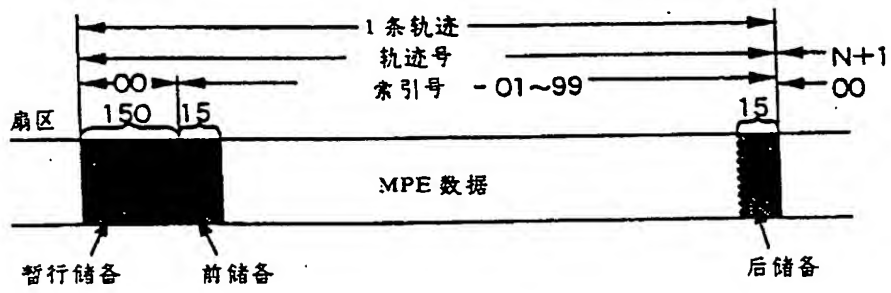 1条轨迹
轨迹号 N+1
00 索引号 -01~99 00
扇区 150 15 15
MPE 数据
暂行储备 前储备 后储备